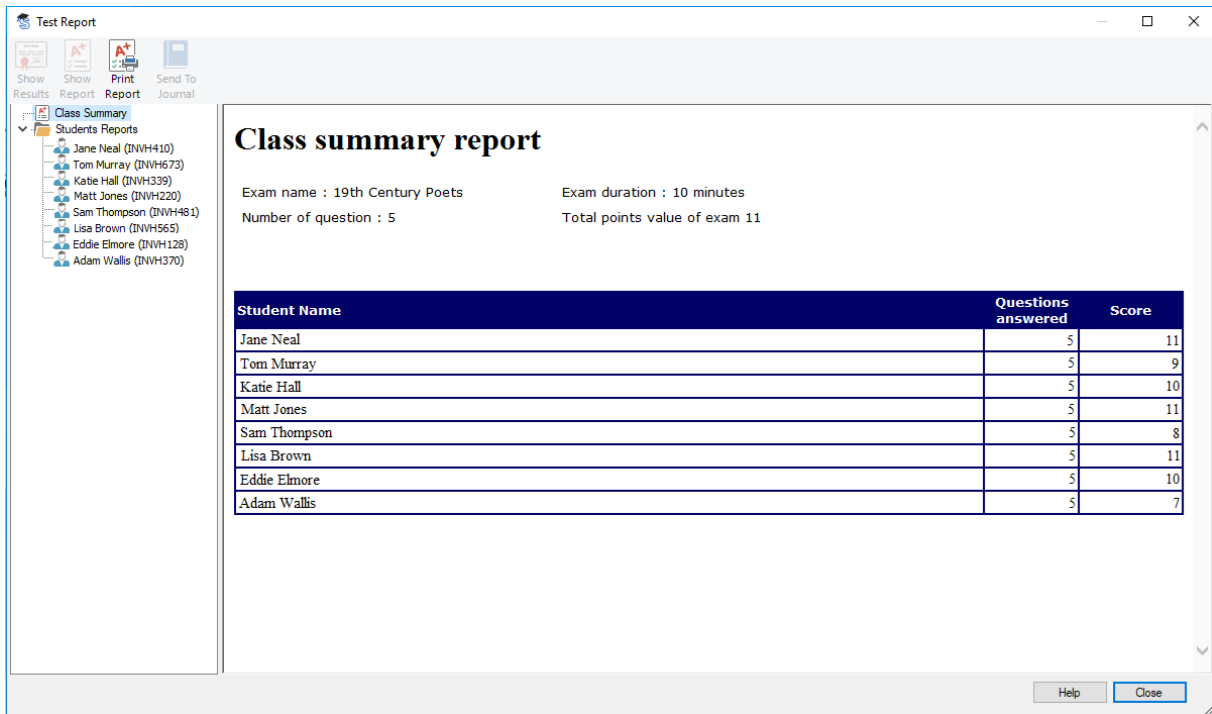 Test Report
Show Results
Show Report
Print Report
Send To Journal
Class Summary
Students Reports
Jane Neal (INVH410)
Tom Murray (INVH673)
Katie Hall (INVH339)
Matt Jones (INVH220)
Sam Thompson (INVH481)
Lisa Brown (INVH565)
Eddie Elmore (INVH128)
Adam Wallis (INVH370)
Class summary report
Exam name : 19th Century Poets Exam duration : 10 minutes
Number of question : 5 Total points value of exam 11
Student Name Questions answered Score
Jane Neal 5 11
Tom Murray 5 9
Katie Hall 5 10
Matt Jones 5 11
Sam Thompson 5 8
Lisa Brown 5 11
Eddie Elmore 5 10
Adam Wallis 5 7
Help Close